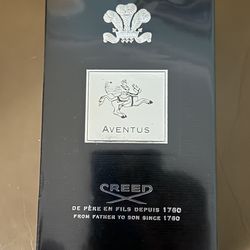 AVENTUS
CREED
DE PÈRE EN FILS DEPUIS 1760
FROM FATHER TO SON SINCE 1760